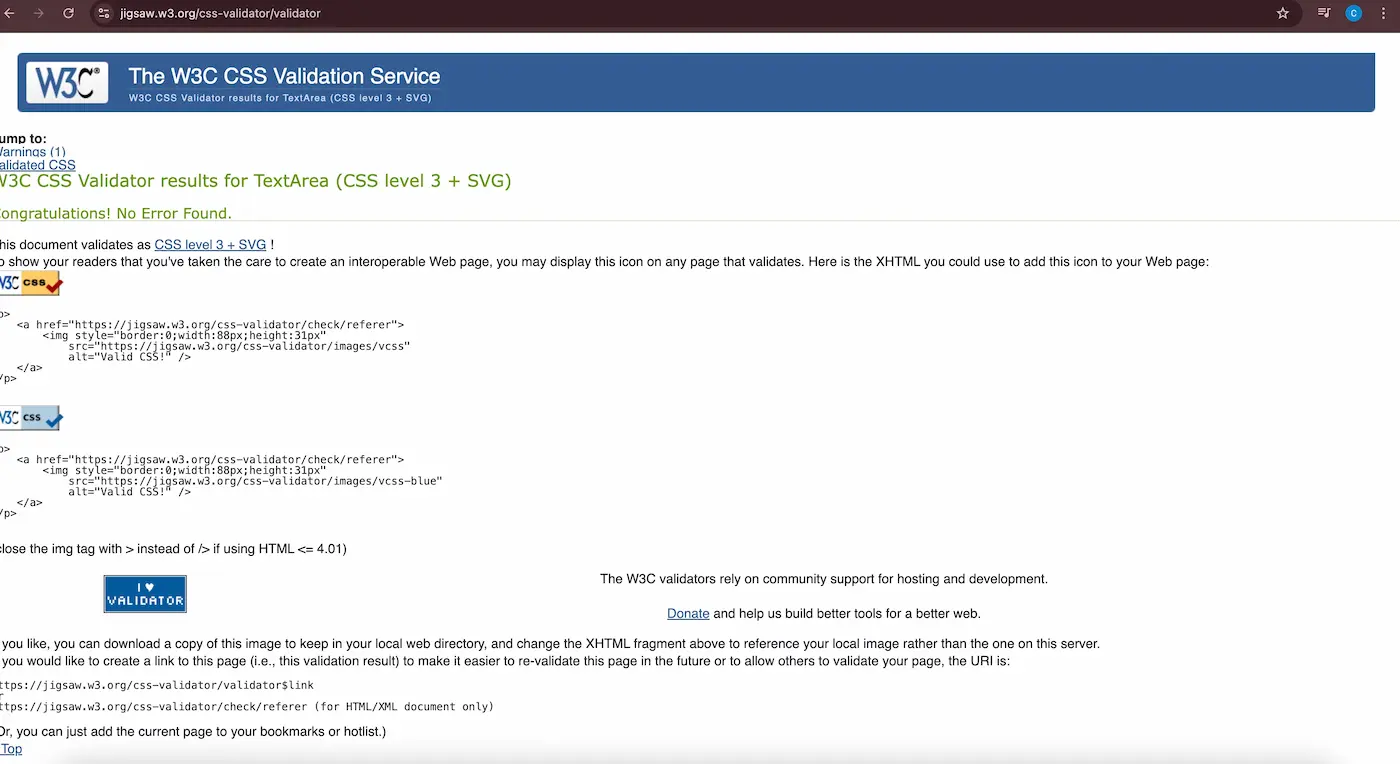 jigsaw.w3.org/css-validator/validator
C
W3C®
The W3C CSS Validation Service
W3C CSS Validator results for TextArea (CSS level 3 + SVG)
ump to:
arnings (1)
alidated CSS
W3C CSS Validator results for TextArea (CSS level 3 + SVG)
ongratulations! No Error Found.
his document validates as CSS level 3 + SVG !
o show your readers that you've taken the care to create an interoperable Web page, you may display this icon on any page that validates. Here is the XHTML you could use to add this icon to your Web page:
W3C css
p>
<a href="https://jigsaw.w3.org/css-validator/check/referer">
<img style="border:0;width:88px;height:31px"
src="https://jigsaw.w3.org/css-validator/images/vcss"
alt="Valid CSS!" />
</a>
/p>
W3C css
p>
<a href="https://jigsaw.w3.org/css-validator/check/referer">
<img style="border:0;width:88px;height:31px"
src="https://jigsaw.w3.org/css-validator/images/vcss-blue"
alt="Valid CSS!" />
</a>
/p>
close the img tag with > instead of /> if using HTML <= 4.01)
I ♥
VALIDATOR
The W3C validators rely on community support for hosting and development.
Donate and help us build better tools for a better web.
you like, you can download a copy of this image to keep in your local web directory, and change the XHTML fragment above to reference your local image rather than the one on this server.
you would like to create a link to this page (i.e., this validation result) to make it easier to re-validate this page in the future or to allow others to validate your page, the URI is:
ttps://jigsaw.w3.org/css-validator/validator$link
r
ttps://jigsaw.w3.org/css-validator/check/referer (for HTML/XML document only)
Or, you can just add the current page to your bookmarks or hotlist.)
Top